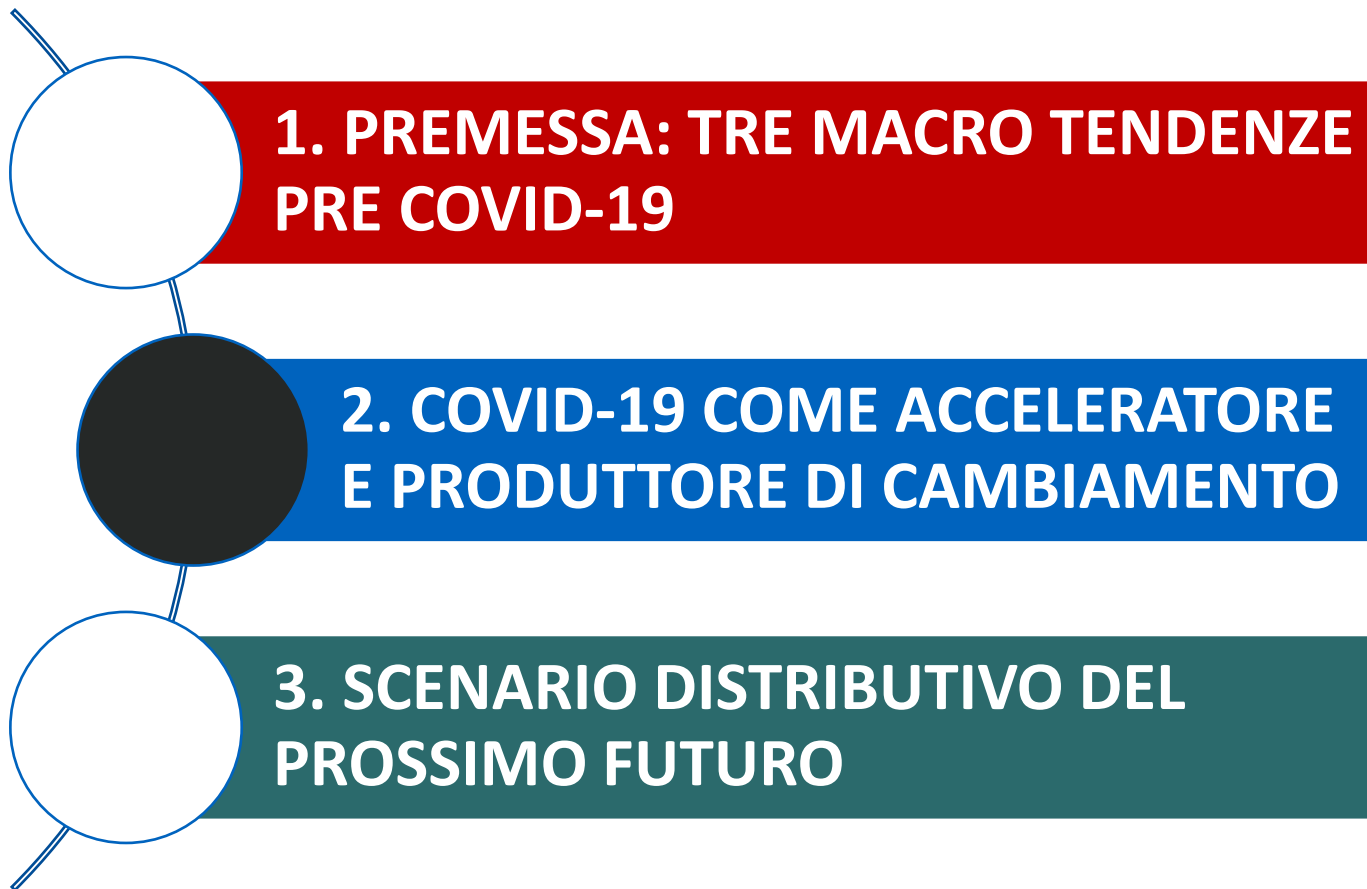 1. PREMESSA: TRE MACRO TENDENZE
PRE COVID-19
2. COVID-19 COME ACCELERATORE
E PRODUTTORE DI CAMBIAMENTO
3. SCENARIO DISTRIBUTIVO DEL
PROSSIMO FUTURO